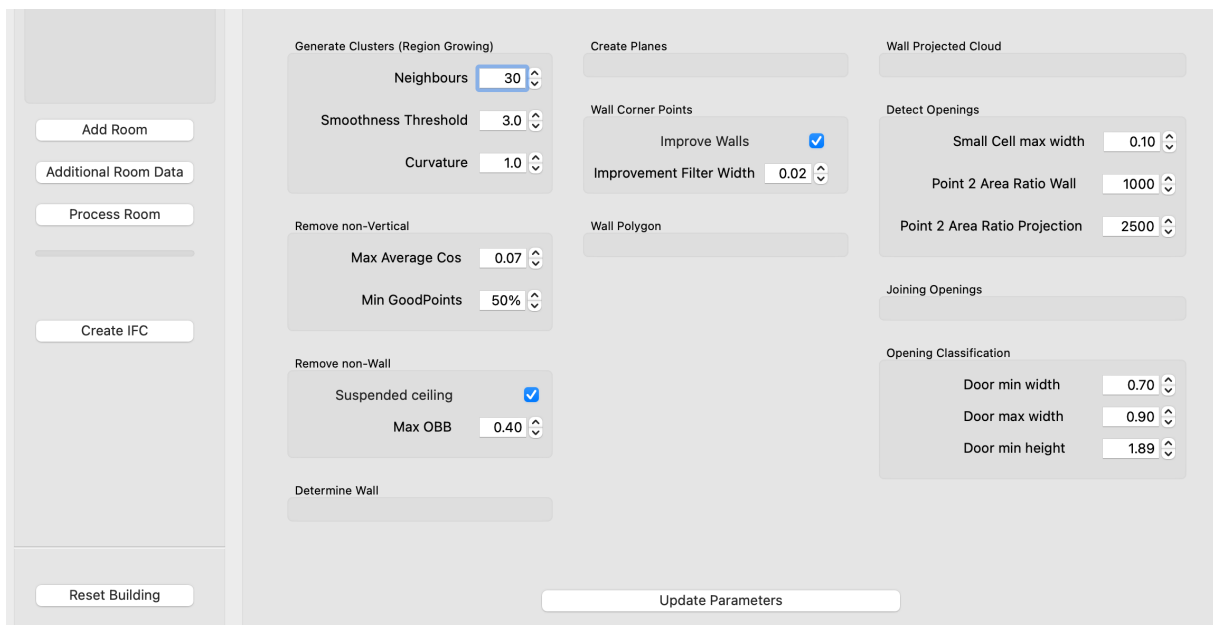 Add Room
Additional Room Data
Process Room
Create IFC
Reset Building
Generate Clusters (Region Growing)
Neighbours 30
Smoothness Threshold 3.0
Curvature 1.0
Remove non-Vertical
Max Average Cos 0.07
Min GoodPoints 50%
Remove non-Wall
Suspended ceiling
Max OBB 0.40
Determine Wall
Create Planes
Wall Corner Points
Improve Walls
Improvement Filter Width 0.02
Wall Polygon
Wall Projected Cloud
Detect Openings
Small Cell max width 0.10
Point 2 Area Ratio Wall 1000
Point 2 Area Ratio Projection 2500
Joining Openings
Opening Classification
Door min width 0.70
Door max width 0.90
Door min height 1.89
Update Parameters